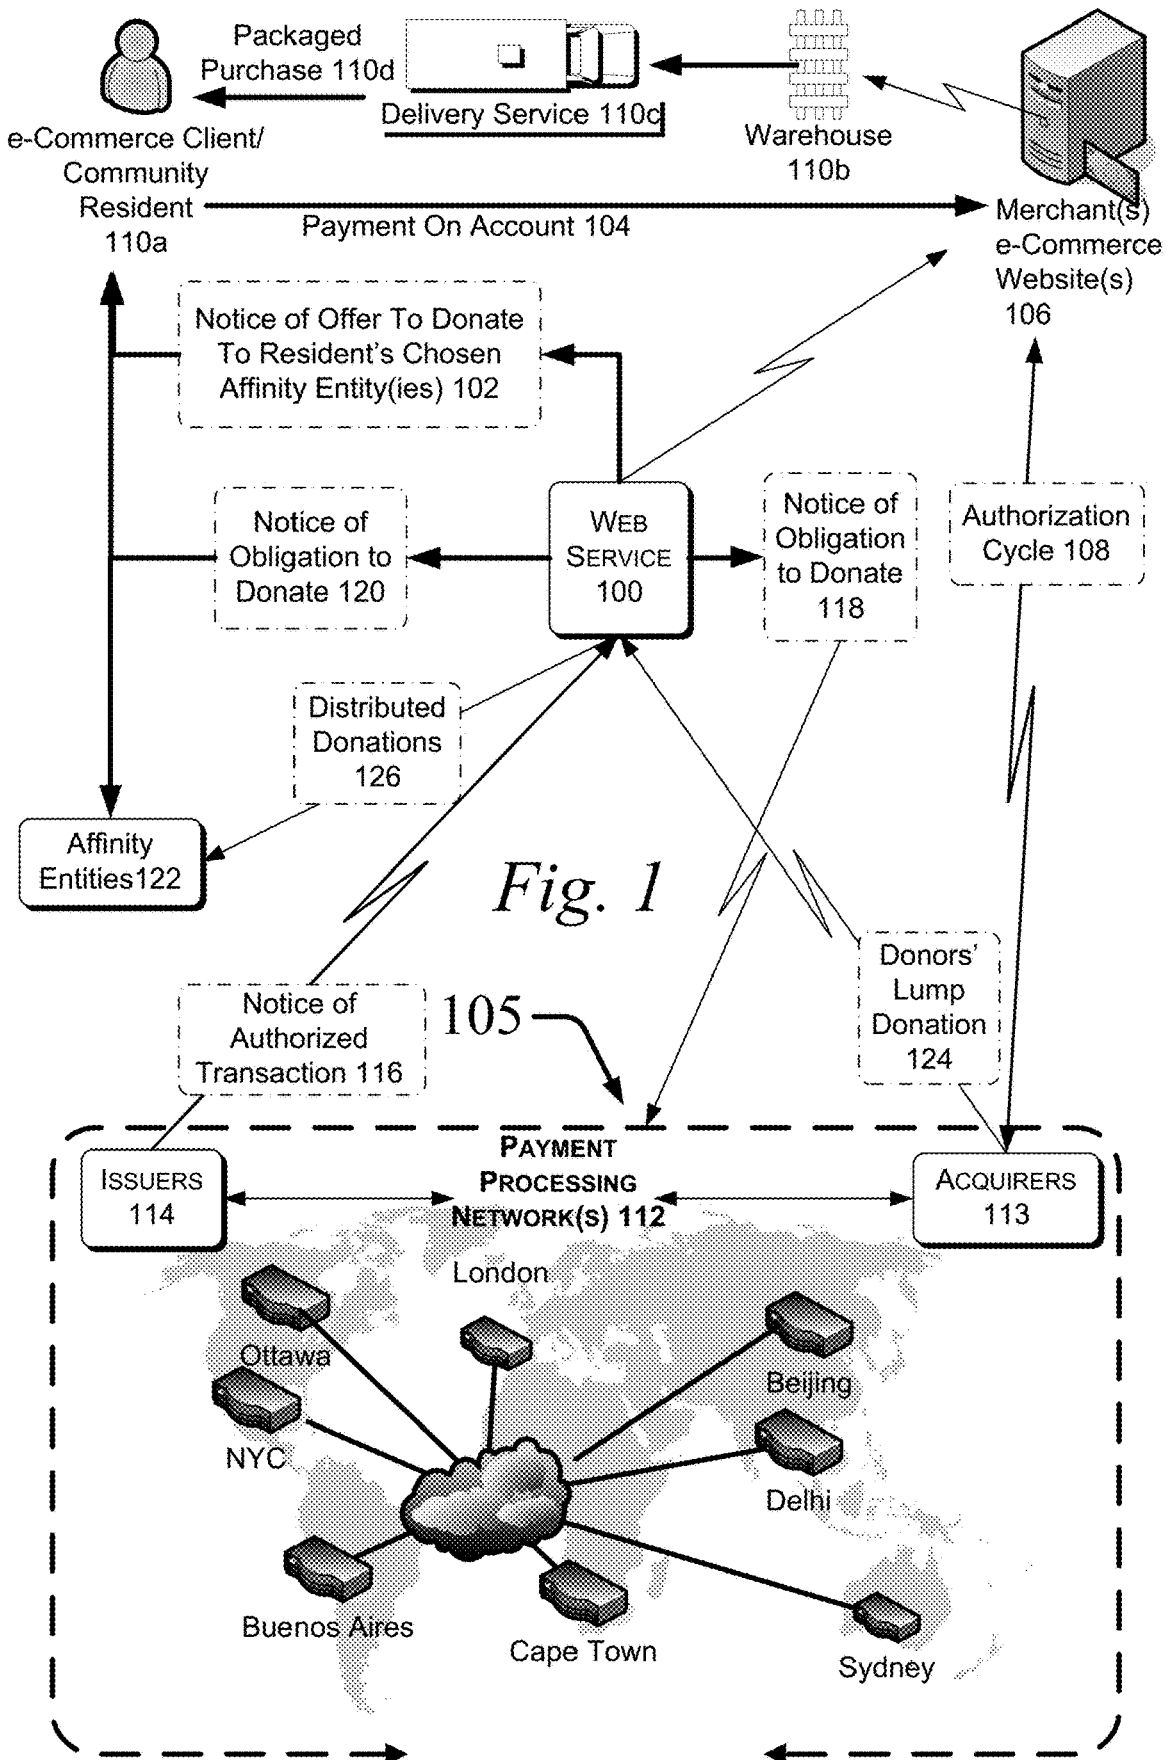 Packaged
Purchase 110d
Delivery Service 110c
Warehouse
110b
e-Commerce Client/
Community
Resident
110a
Payment On Account 104
Merchant(s)
e-Commerce
Website(s)
106
Notice of Offer To Donate
To Resident's Chosen
Affinity Entity(ies) 102
Notice of
Obligation to
Donate 120
WEB
SERVICE
100
Notice of
Obligation
to Donate
118
Authorization
Cycle 108
Distributed
Donations
126
Affinity
Entities122
Fig. 1
Donors'
Lump
Donation
124
Notice of
Authorized
Transaction 116
105
ISSUERS
114
PAYMENT
PROCESSING
NETWORK(S) 112
ACQUIRERS
113
London
Ottawa
Beijing
NYC
Delhi
Buenos Aires
Cape Town
Sydney